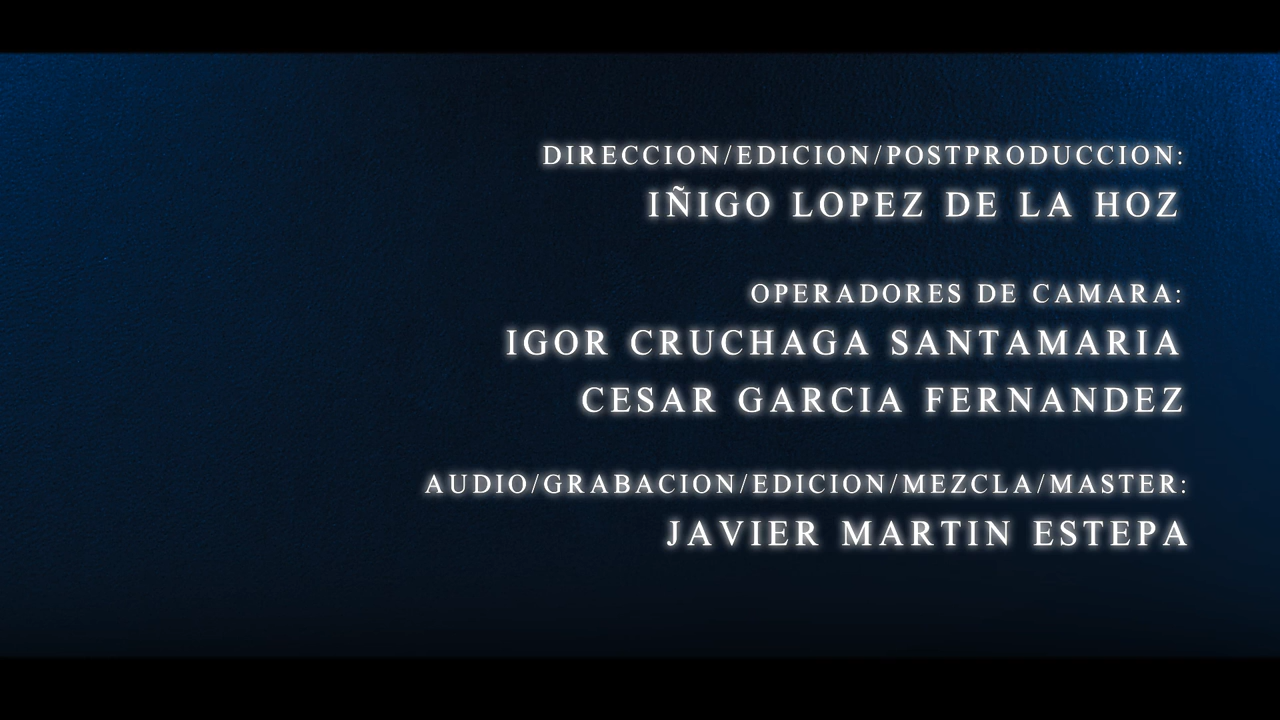 DIRECCION/EDICION/POSTPRODUCCION:
IÑIGO LOPEZ DE LA HOZ
OPERADORES DE CAMARA:
IGOR CRUCHAGA SANTAMARIA
CESAR GARCIA FERNANDEZ
AUDIO/GRABACION/EDICION/MEZCLA/MASTER:
JAVIER MARTIN ESTEPA